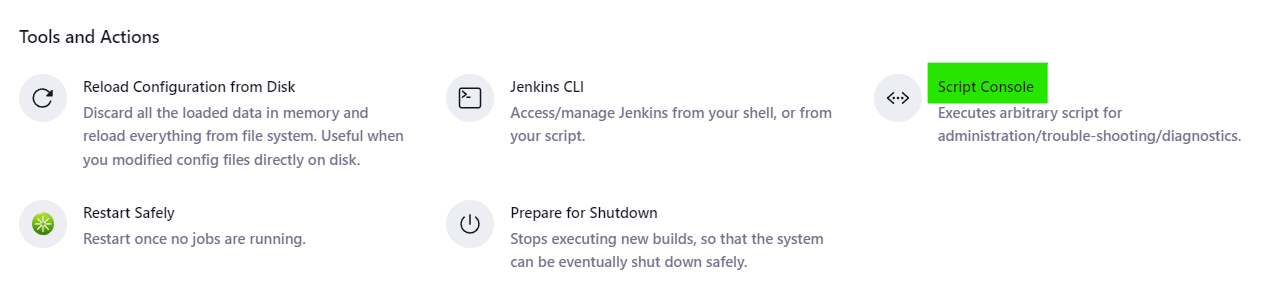 Tools and Actions
Reload Configuration from Disk
Discard all the loaded data in memory and
reload everything from file system. Useful when
you modified config files directly on disk.
Jenkins CLI
Access/manage Jenkins from your shell, or from
your script.
Script Console
Executes arbitrary script for
administration/trouble-shooting/diagnostics.
Restart Safely
Restart once no jobs are running.
Prepare for Shutdown
Stops executing new builds, so that the system
can be eventually shut down safely.